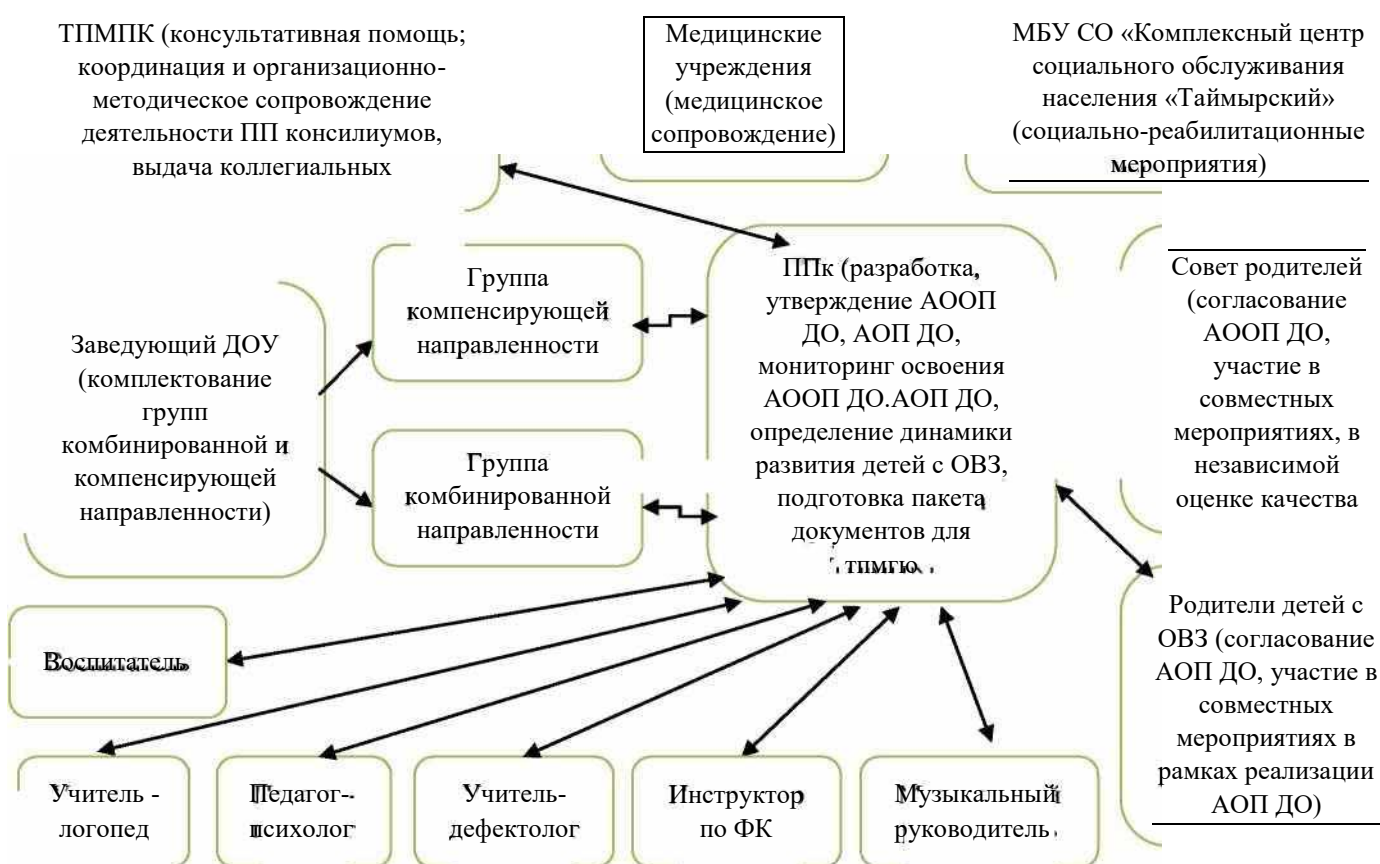 ТПМПК (консультативная помощь;
координация и организационно-
методическое сопровождение
деятельности ПП консилиумов,
выдача коллегиальных
Медицинские
учреждения
(медицинское
сопровождение)
МБУ СО «Комплексный центр
социального обслуживания
населения «Таймырский»
(социально-реабилитационные
мероприятия)
Заведующий ДОУ
(комплектование
групп
комбинированной и
компенсирующей
направленности)
Группа
компенсирующей
направленности
Группа
комбинированной
направленности
ППк (разработка,
утверждение АООП
ДО, АОП ДО,
мониторинг освоения
АООП ДО.АОП ДО,
определение динамики
развития детей с ОВЗ,
подготовка пакета
документов для
Совет родителей
(согласование
АООП ДО,
участие в
совместных
мероприятиях, в
независимой
оценке качества
Родители детей с
ОВЗ (согласование
АОП ДО, участие в
совместных
мероприятиях в
рамках реализации
АОП ДО)
Воспитатель
Учитель -
логопед
Педагог-
психолог
Учитель-
дефектолог
Инструктор
по ФК
Музыкальный
руководитель